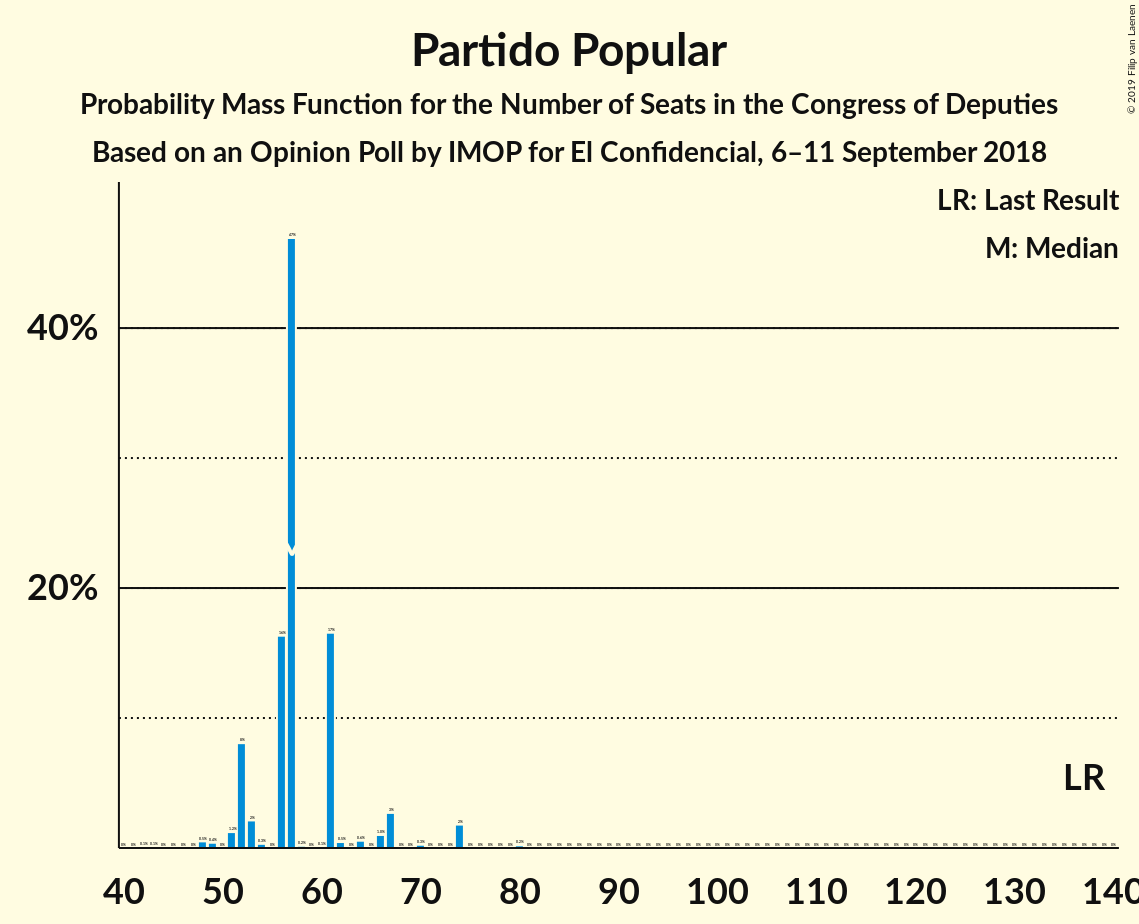 Partido Popular
Probability Mass Function for the Number of Seats in the Congress of Deputies
Based on an Opinion Poll by IMOP for El Confidencial, 6–11 September 2018
© 2019 Filip van Laenen
LR: Last Result
M: Median
40%
20%
LR
M
40 50 60 70 80 90 100 110 120 130 140